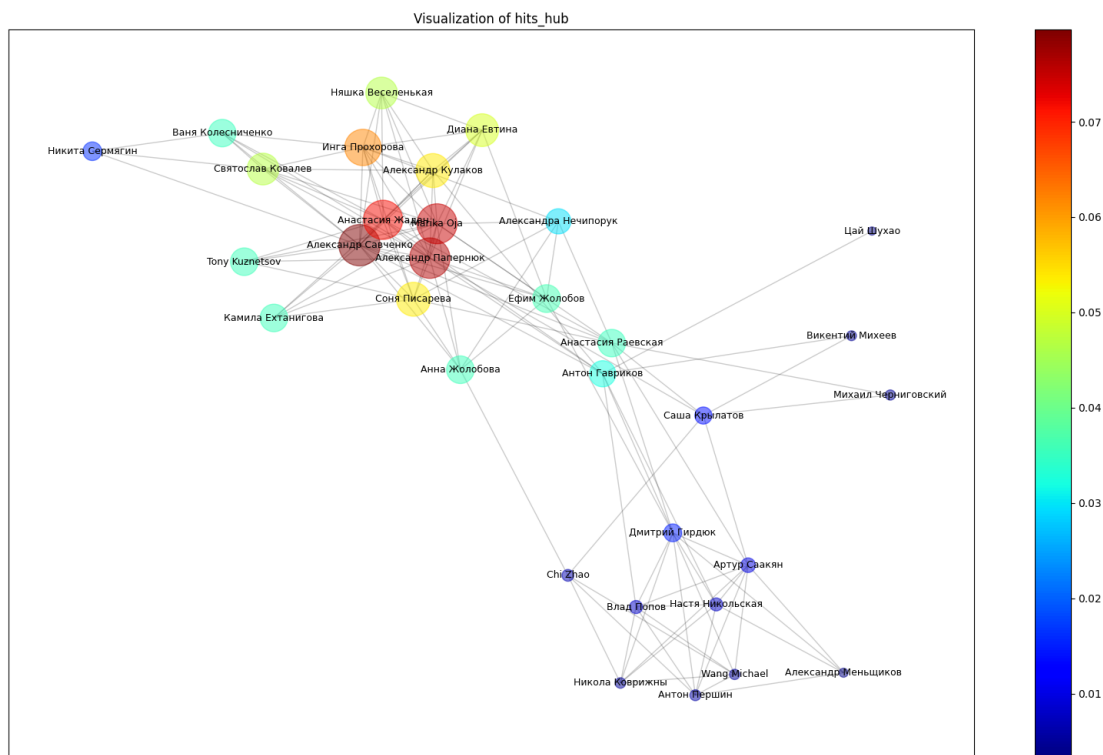 Visualization of hits_hub
Няшка Веселенькая
Диана Евтина
Ваня Колесниченко
Никита Сермягин
Инга Прохорова
Святослав Ковалев
Александр Кулаков
Анастасия Жаден
Marika Oja
Александра Нечипорук
Цай Шухао
Александр Савченко
Александр Папернюк
Tony Kuznetsov
Соня Писарева
Ефим Жолобов
Камила Ехтанигова
Викентий Михеев
Анастасия Раевская
Анна Жолобова
Антон Гавриков
Михаил Черниговский
Саша Крылатов
Дмитрий Гирдюк
Артур Саакян
Chi Zhao
Влад Попов
Настя Никольская
Никола Коврижных
Wang Michael
Александр Меньщиков
Антон Першин
0.07
0.06
0.05
0.04
0.03
0.02
0.01